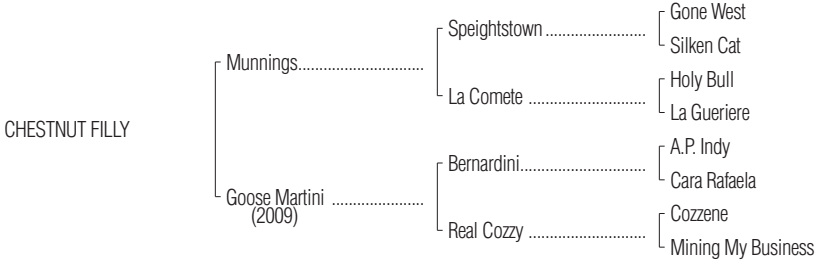 Gone West
Speightstown
Silken Cat
Munnings
Holy Bull
La Comete
La Gueriere
CHESTNUT FILLY
A.P. Indy
Bernardini
Cara Rafaela
Goose Martini
(2009)
Cozzene
Real Cozzy
Mining My Business